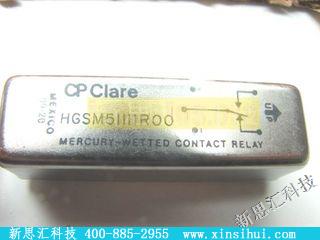 CP Clare
MEXICO
HGSM51111R00
UP
MERCURY-WETTED CONTACT RELAY
新思汇科技
新思汇科技 400-885-2955 www.xinsihui.com